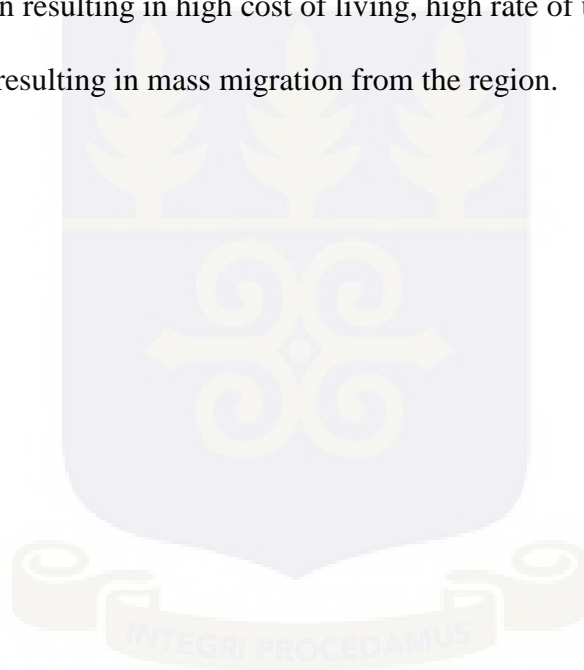 n resulting in high cost of living, high rate of
resulting in mass migration from the region.
INTEGRI PROCEDAMUS